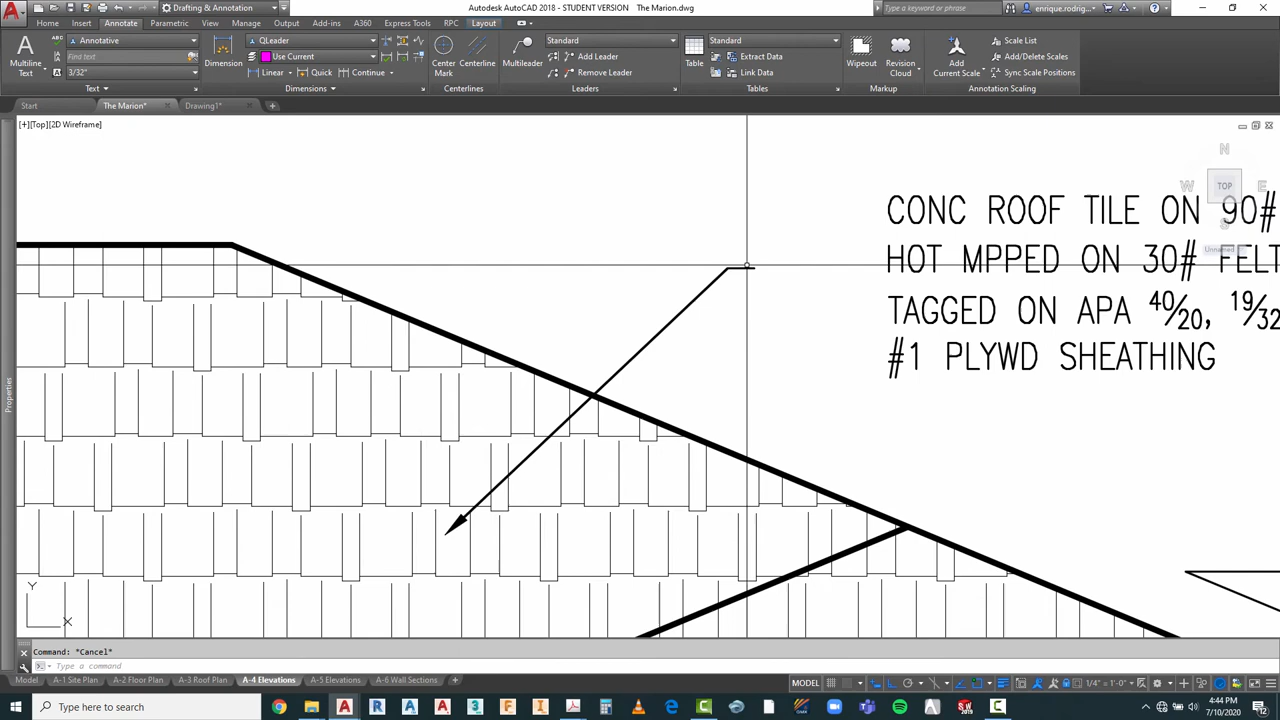 Drafting & Annotation
Autodesk AutoCAD 2018 - STUDENT VERSION The Marion.dwg
Type a keyword or phrase
enrique.rodrig...
Home Insert Annotate Parametric View Manage Output Add-ins A360 Express Tools RPC Layout
Multiline Text
Annotative
Find text
3/32"
Text
Dimension
QLeader
Use Current
Linear Quick Continue
Dimensions
Center Mark
Centerline
Centerlines
Multileader
Standard
Add Leader
Remove Leader
Leaders
Table
Standard
Extract Data
Link Data
Tables
Wipeout
Revision Cloud
Markup
Add Current Scale
Scale List
Add/Delete Scales
Sync Scale Positions
Annotation Scaling
Start The Marion* Drawing1*
[+][Top][2D Wireframe]
N
W TOP E
S
Unnamed
CONC ROOF TILE ON 90#
HOT MPPED ON 30# FELT
TAGGED ON APA 40/20, 19/32
#1 PLYWD SHEATHING
Properties
Y
X
Command: *Cancel*
Type a command
Model A-1 Site Plan A-2 Floor Plan A-3 Roof Plan A-4 Elevations A-5 Elevations A-6 Wall Sections
MODEL 1/4" = 1'-0"
Type here to search
4:44 PM
7/10/2020